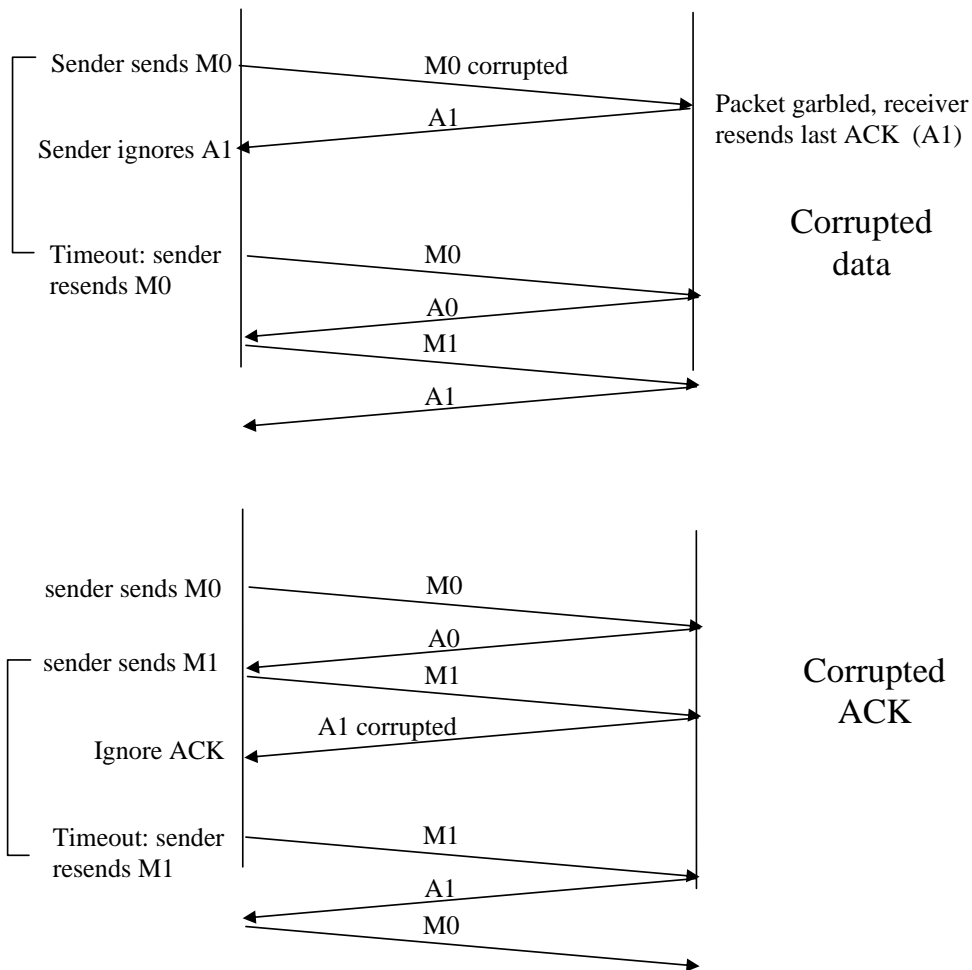 Sender sends M0
M0 corrupted
Packet garbled, receiver
resends last ACK (A1)
A1
Sender ignores A1
Corrupted
data
Timeout: sender
resends M0
M0
A0
M1
A1
sender sends M0
M0
A0
sender sends M1
M1
Corrupted
ACK
A1 corrupted
Ignore ACK
Timeout: sender
resends M1
M1
A1
M0